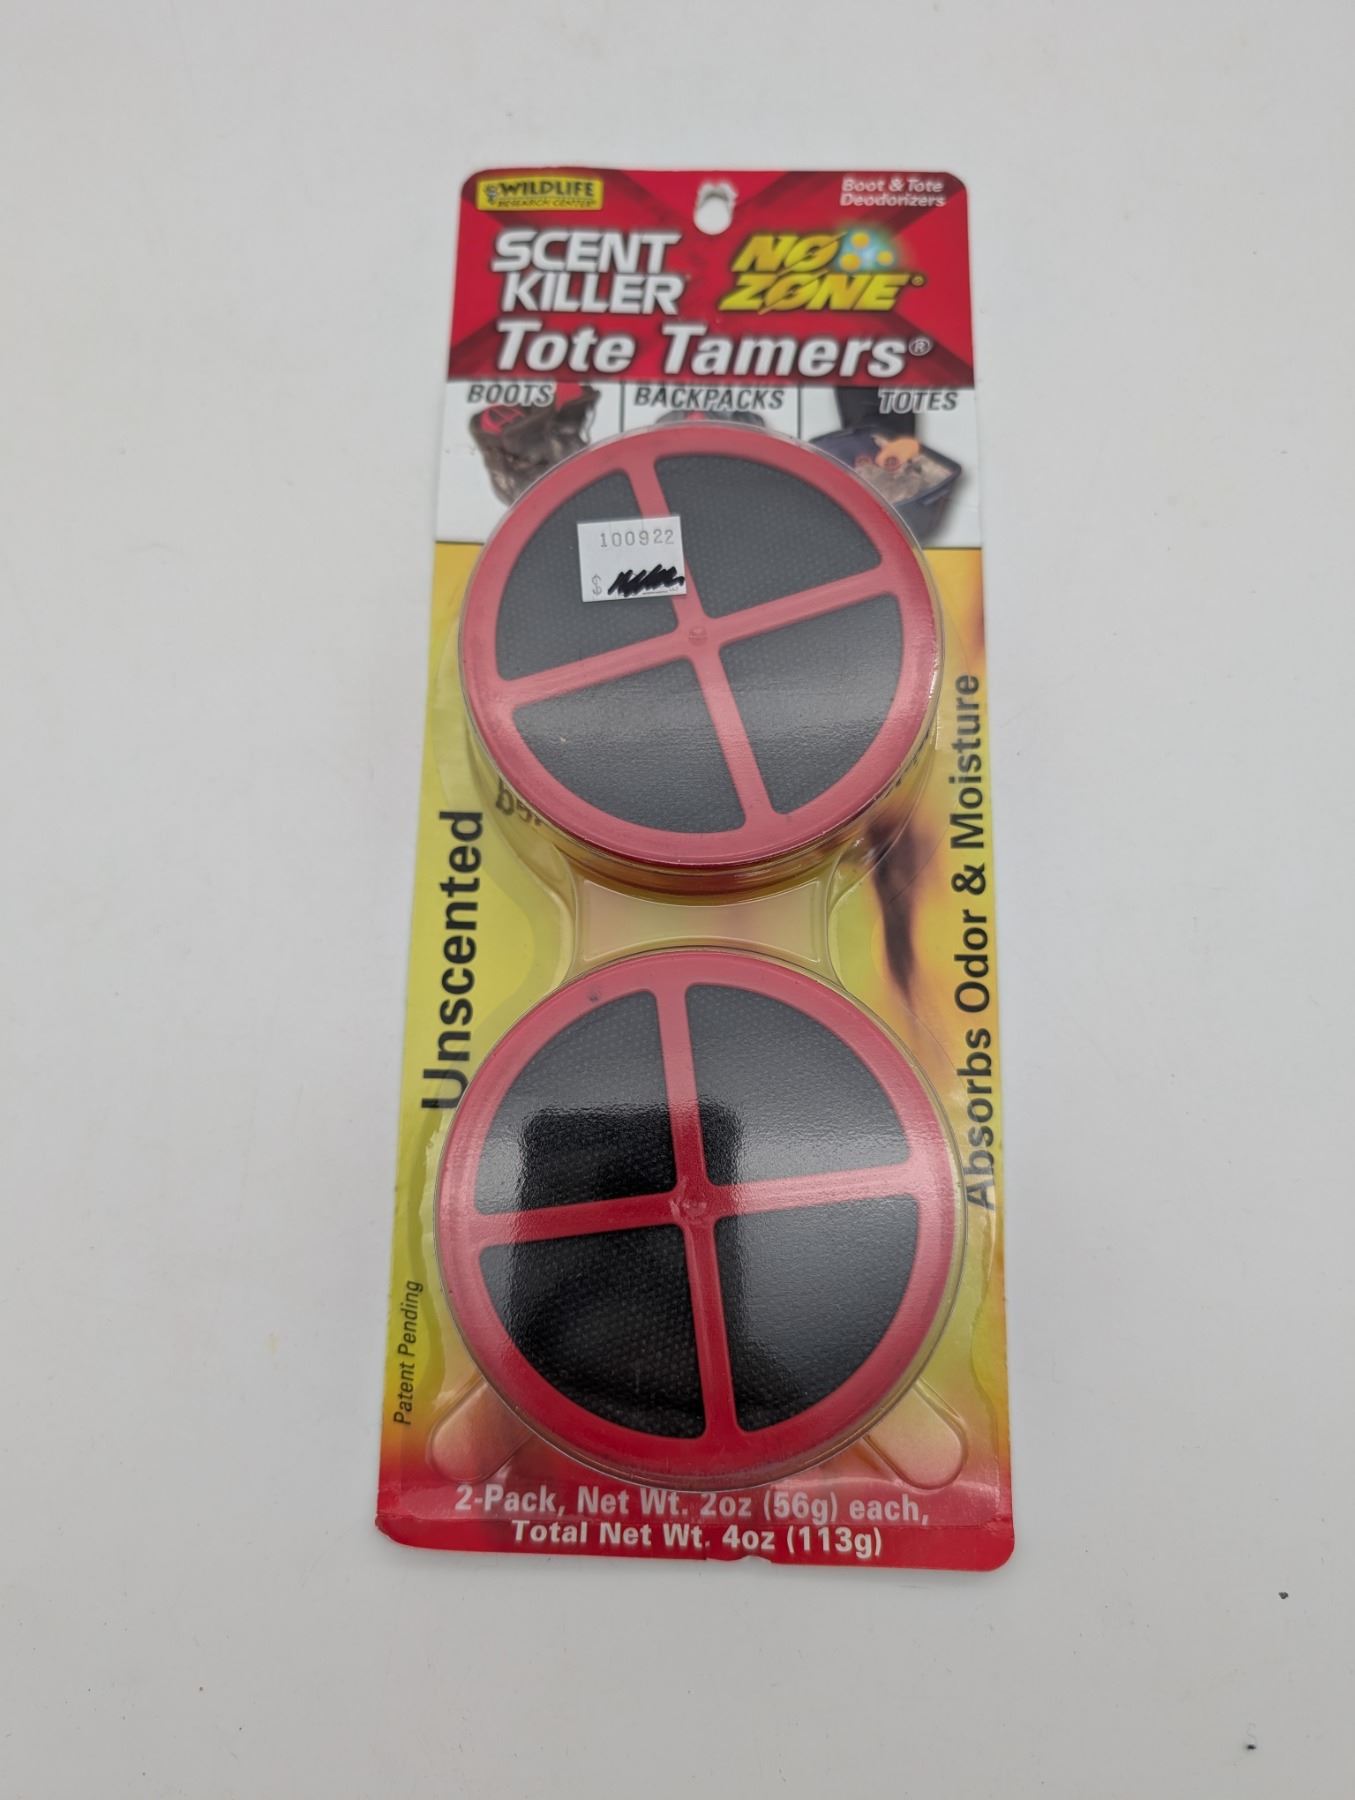 WILDLIFE
RESEARCH CENTER
Boot & Tote
Deodorizers
SCENT
KILLER
NO
ZONE®
Tote Tamers®
BOOTS
BACKPACKS
TOTES
100922
$
Unscented
Absorbs Odor & Moisture
Patent Pending
2-Pack, Net Wt. 2oz (56g) each,
Total Net Wt. 4oz (113g)